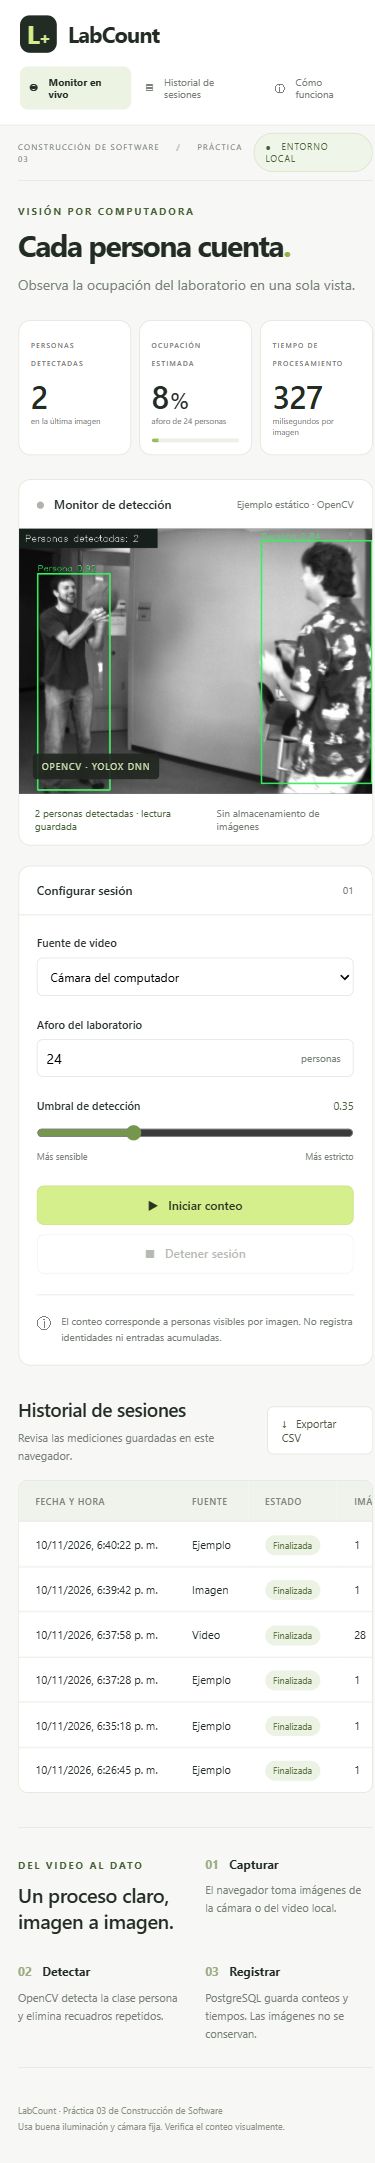 L+ LabCount
Monitor en vivo
Historial de sesiones
Cómo funciona
CONSTRUCCIÓN DE SOFTWARE / PRÁCTICA 03
● ENTORNO LOCAL
VISIÓN POR COMPUTADORA
Cada persona cuenta.
Observa la ocupación del laboratorio en una sola vista.
PERSONAS DETECTADAS
2
en la última imagen
OCUPACIÓN ESTIMADA
8%
aforo de 24 personas
TIEMPO DE PROCESAMIENTO
327
milisegundos por imagen
Monitor de detección
Ejemplo estático · OpenCV
Personas detectadas: 2
OPENCV · YOLOX DNN
2 personas detectadas · lectura guardada
Sin almacenamiento de imágenes
Configurar sesión
01
Fuente de video
Cámara del computador
Aforo del laboratorio
24 personas
Umbral de detección
0.35
Más sensible
Más estricto
▶ Iniciar conteo
■ Detener sesión
ⓘ El conteo corresponde a personas visibles por imagen. No registra
identidades ni entradas acumuladas.
Historial de sesiones
Revisa las mediciones guardadas en este
navegador.
↓ Exportar CSV
FECHA Y HORA FUENTE ESTADO IMÁ
10/11/2026, 6:40:22 p. m. Ejemplo Finalizada 1
10/11/2026, 6:39:42 p. m. Imagen Finalizada 1
10/11/2026, 6:37:58 p. m. Video Finalizada 28
10/11/2026, 6:37:28 p. m. Ejemplo Finalizada 1
10/11/2026, 6:35:18 p. m. Ejemplo Finalizada 1
10/11/2026, 6:26:45 p. m. Ejemplo Finalizada 1
DEL VIDEO AL DATO
Un proceso claro,
imagen a imagen.
01 Capturar
El navegador toma imágenes de
la cámara o del video local.
02 Detectar
OpenCV detecta la clase persona
y elimina recuadros repetidos.
03 Registrar
PostgreSQL guarda conteos y
tiempos. Las imágenes no se
conservan.
LabCount · Práctica 03 de Construcción de Software
Usa buena iluminación y cámara fija. Verifica el conteo visualmente.